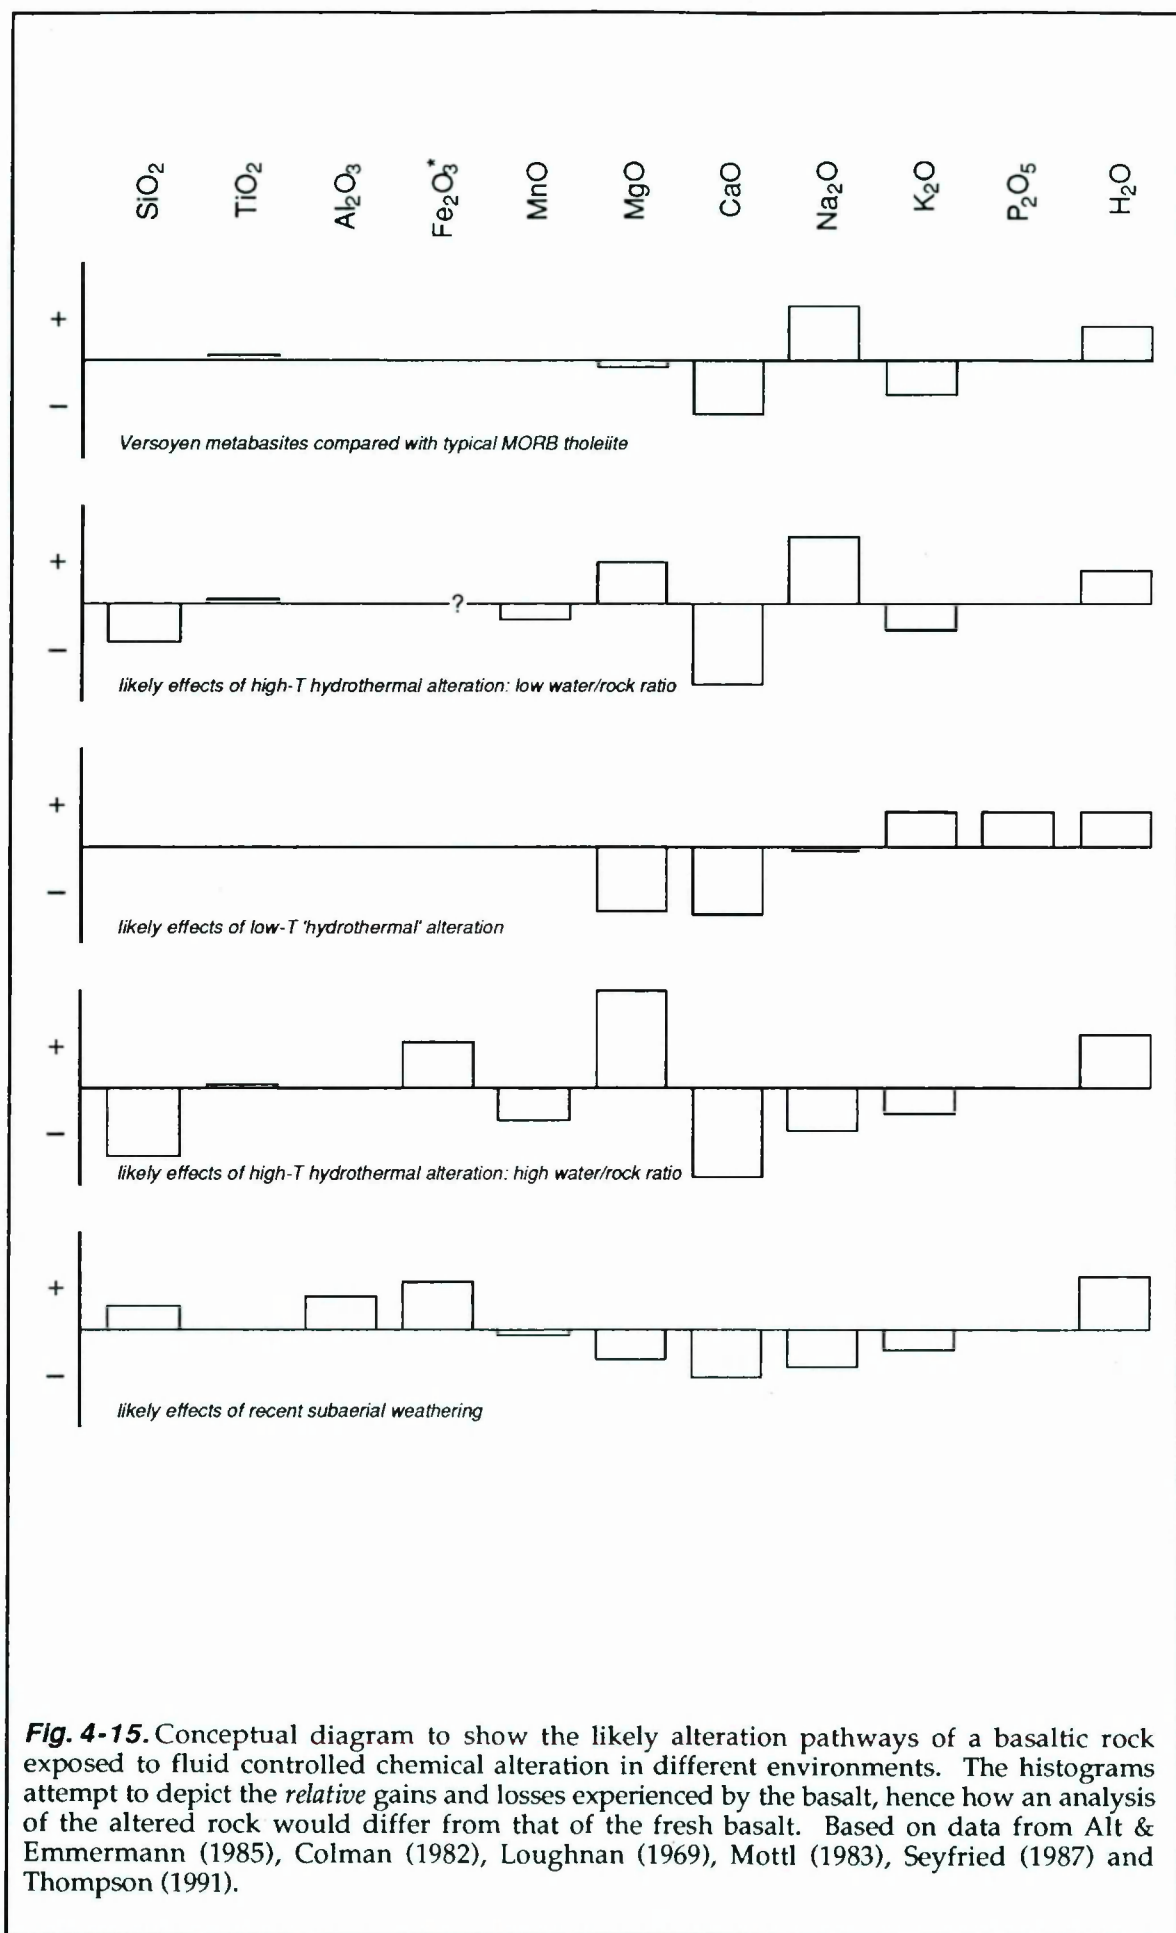 SiO₂ TiO₂ Al₂O₃ Fe₂O₃* MnO MgO CaO Na₂O K₂O P₂O₅ H₂O
+
−
Versoyen metabasites compared with typical MORB tholeiite
+
?
−
likely effects of high-T hydrothermal alteration: low water/rock ratio
+
−
likely effects of low-T 'hydrothermal' alteration
+
−
likely effects of high-T hydrothermal alteration: high water/rock ratio
+
−
likely effects of recent subaerial weathering
Fig. 4-15. Conceptual diagram to show the likely alteration pathways of a basaltic rock
exposed to fluid controlled chemical alteration in different environments. The histograms
attempt to depict the relative gains and losses experienced by the basalt, hence how an analysis
of the altered rock would differ from that of the fresh basalt. Based on data from Alt &
Emmermann (1985), Colman (1982), Loughnan (1969), Mottl (1983), Seyfried (1987) and
Thompson (1991).